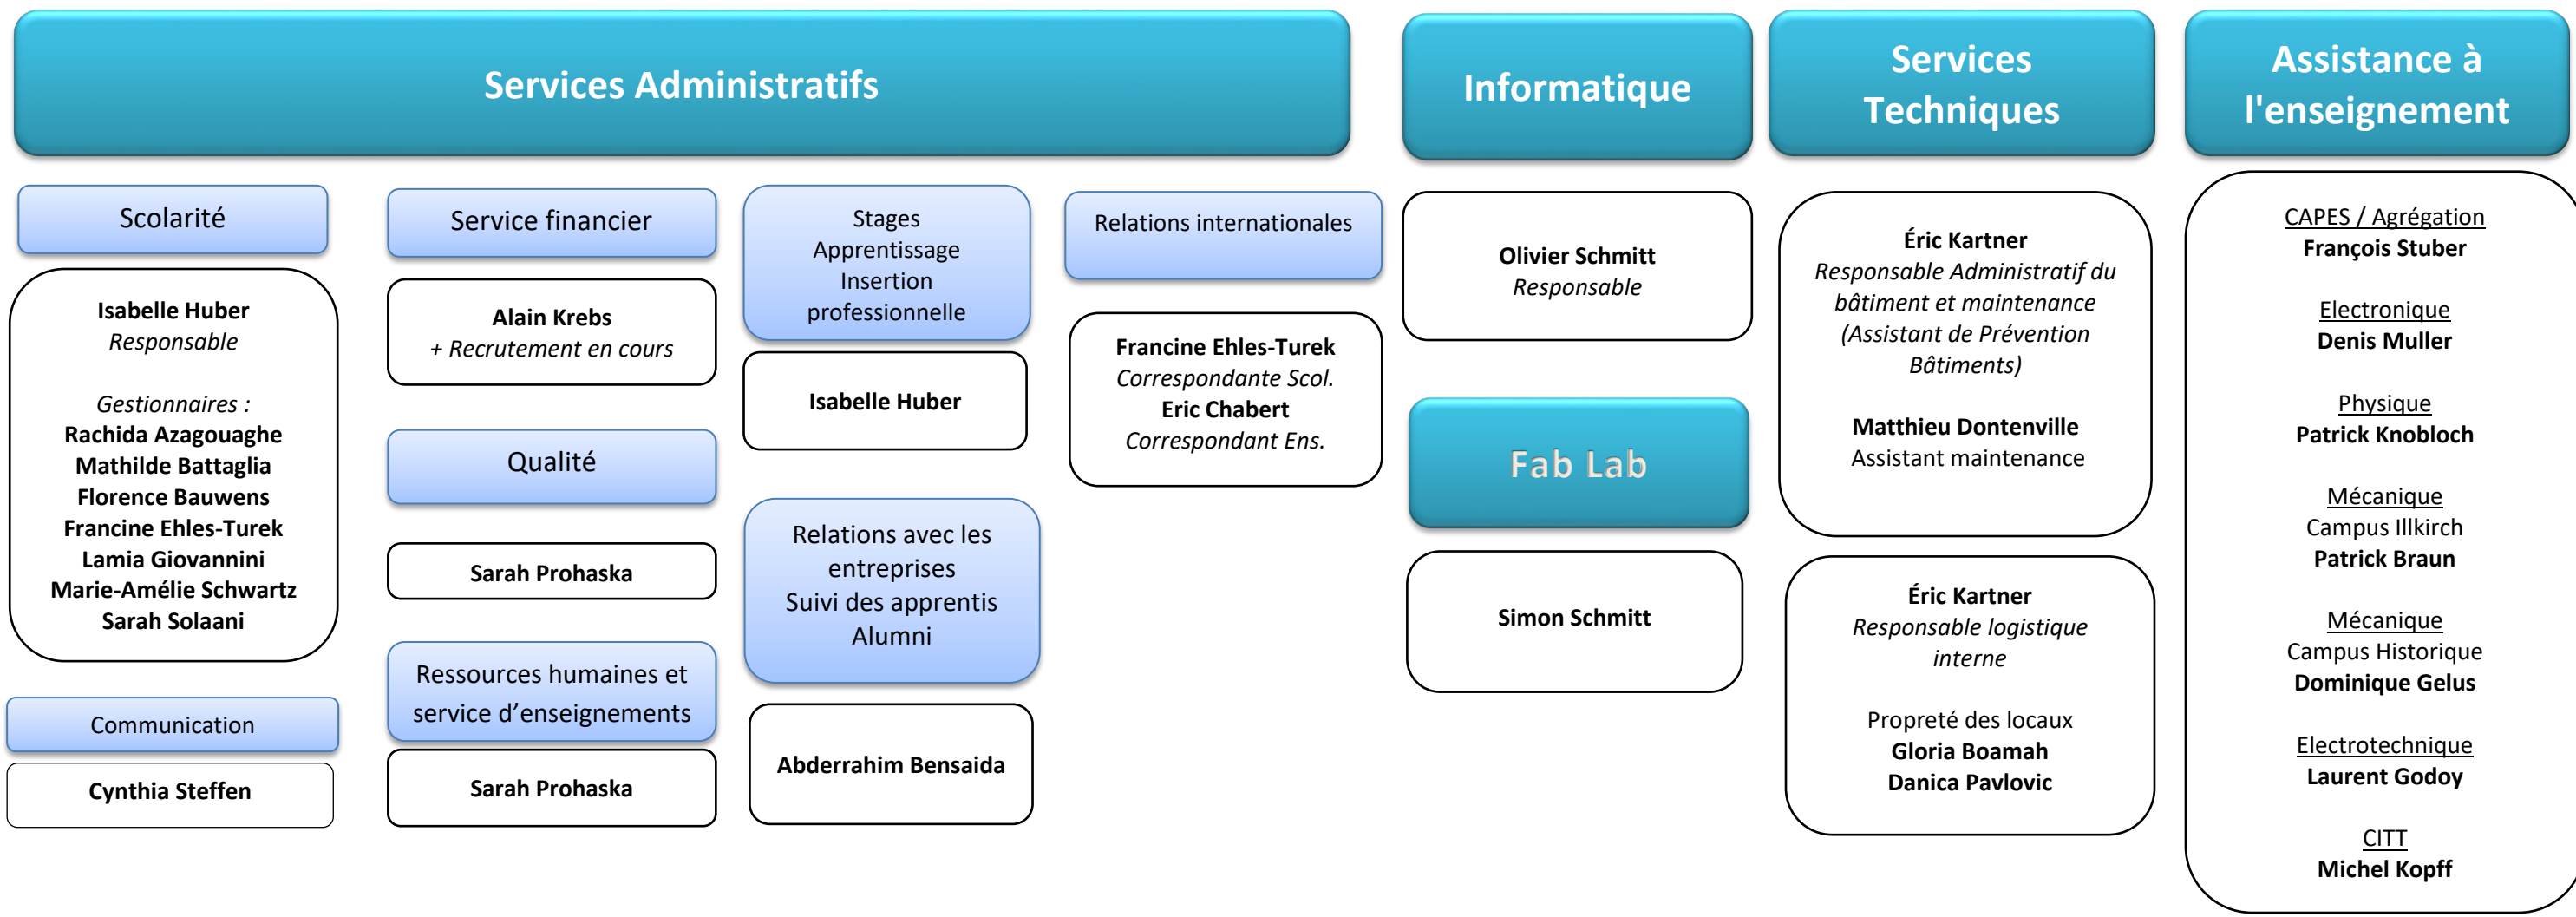 Services Administratifs
Scolarité
Isabelle Huber
Responsable
Gestionnaires :
Rachida Azagouaghe
Mathilde Battaglia
Florence Bauwens
Francine Ehles-Turek
Lamia Giovannini
Marie-Amélie Schwartz
Sarah Solaani
Communication
Cynthia Steffen
Service financier
Alain Krebs
+ Recrutement en cours
Qualité
Sarah Prohaska
Ressources humaines et
service d’enseignements
Sarah Prohaska
Stages
Apprentissage
Insertion
professionnelle
Isabelle Huber
Relations avec les
entreprises
Suivi des apprentis
Alumni
Abderrahim Bensaida
Relations internationales
Francine Ehles-Turek
Correspondante Scol.
Eric Chabert
Correspondant Ens.
Informatique
Olivier Schmitt
Responsable
Fab Lab
Simon Schmitt
Services
Techniques
Éric Kartner
Responsable Administratif du
bâtiment et maintenance
(Assistant de Prévention
Bâtiments)
Matthieu Dontenville
Assistant maintenance
Éric Kartner
Responsable logistique
interne
Propreté des locaux
Gloria Boamah
Danica Pavlovic
Assistance à
l'enseignement
CAPES / Agrégation
François Stuber
Electronique
Denis Muller
Physique
Patrick Knobloch
Mécanique
Campus Illkirch
Patrick Braun
Mécanique
Campus Historique
Dominique Gelus
Electrotechnique
Laurent Godoy
CITT
Michel Kopff